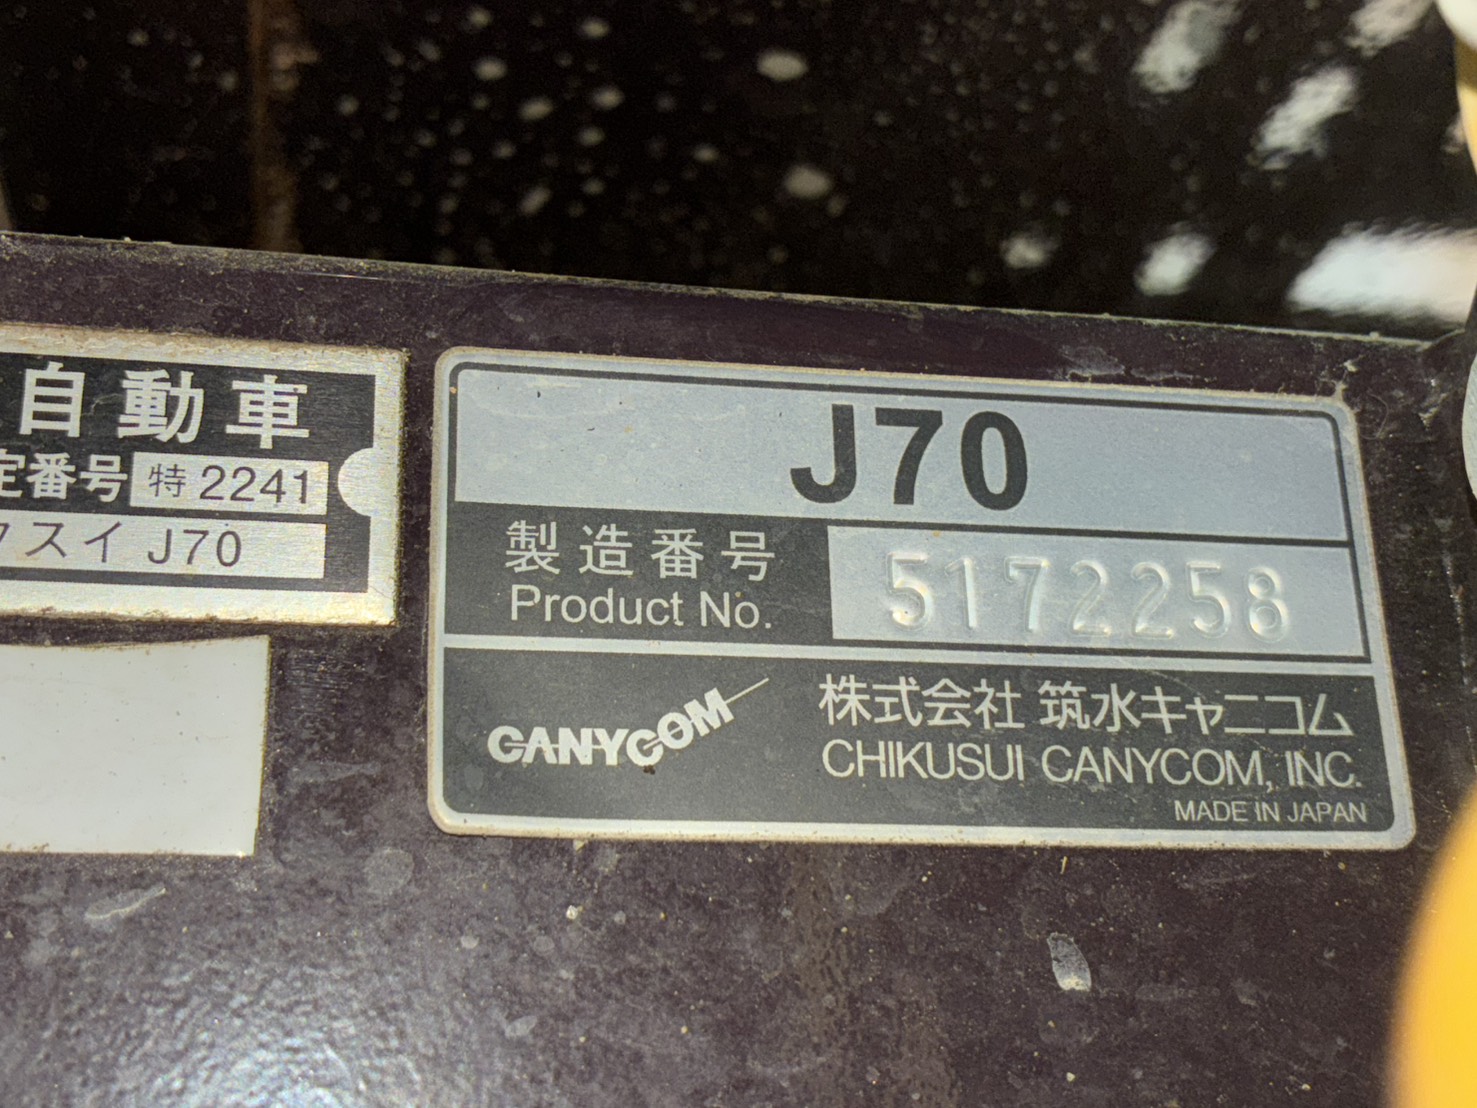 自動車
定番号 特 2241
クスイ J70
J70
製造番号
Product No.
5172258
CANYCOM
株式会社 筑水キャニコム
CHIKUSUI CANYCOM, INC.
MADE IN JAPAN